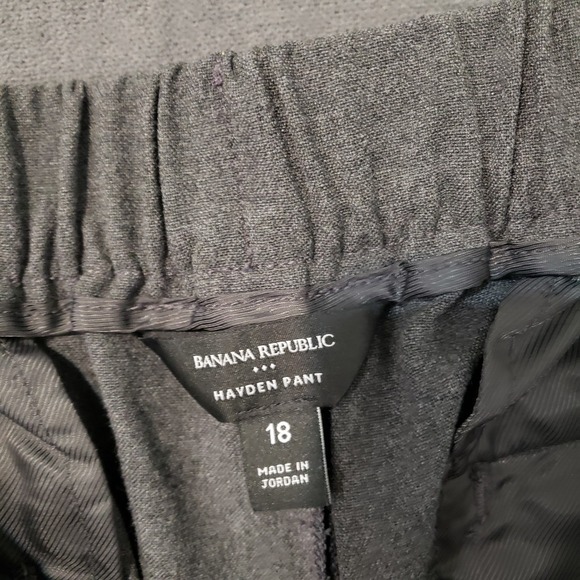 BANANA REPUBLIC
HAYDEN PANT
18
MADE IN
JORDAN